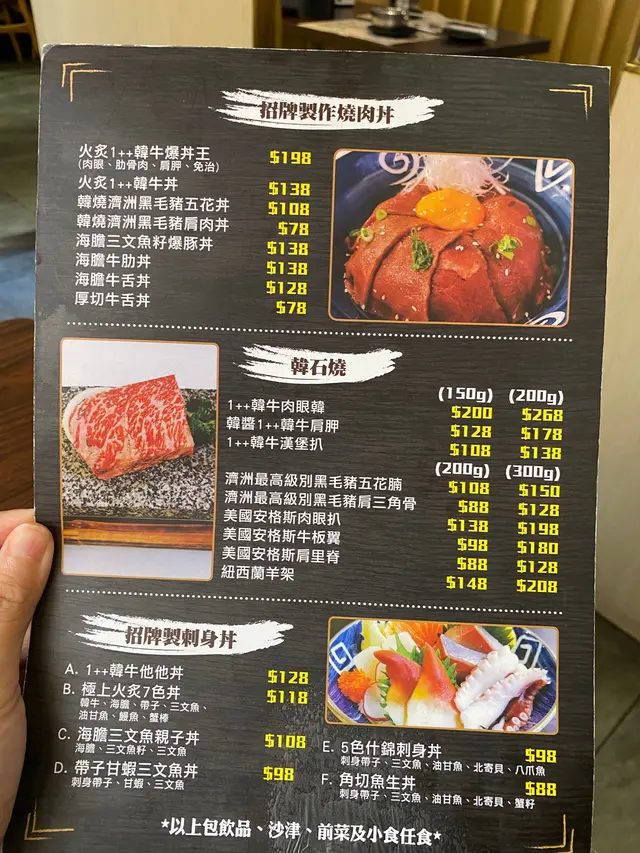 招牌製作燒肉丼
火炙1++韓牛爆丼王 $198
(肉眼、肋骨肉、肩胛、免治)
火炙1++韓牛丼 $138
韓燒濟洲黑毛豬五花丼 $108
韓燒濟洲黑毛豬肩肉丼 $78
海膽三文魚籽爆豚丼 $138
海膽牛肋丼 $138
海膽牛舌丼 $128
厚切牛舌丼 $78
韓石燒
(150g) (200g)
1++韓牛肉眼韓 $200 $268
韓醬1++韓牛肩胛 $128 $178
1++韓牛漢堡扒 $108 $138
(200g) (300g)
濟洲最高級別黑毛豬五花腩 $108 $150
濟洲最高級別黑毛豬肩三角骨 $88 $128
美國安格斯肉眼扒 $138 $198
美國安格斯牛板翼 $98 $180
美國安格斯肩里脊 $88 $128
紐西蘭羊架 $148 $208
招牌製刺身丼
A. 1++韓牛他他丼 $128
B. 極上火炙7色丼 $118
韓牛、海膽、帶子、三文魚、
油甘魚、鰻魚、蟹棒
C. 海膽三文魚親子丼 $108
海膽、三文魚籽、三文魚
D. 帶子甘蝦三文魚丼 $98
刺身帶子、甘蝦、三文魚
E. 5色什錦刺身丼 $98
刺身帶子、三文魚、油甘魚、北寄貝、八爪魚
F. 角切魚生丼 $88
刺身帶子、三文魚、油甘魚、北寄貝、蟹籽
*以上包飲品、沙津、前菜及小食任食*